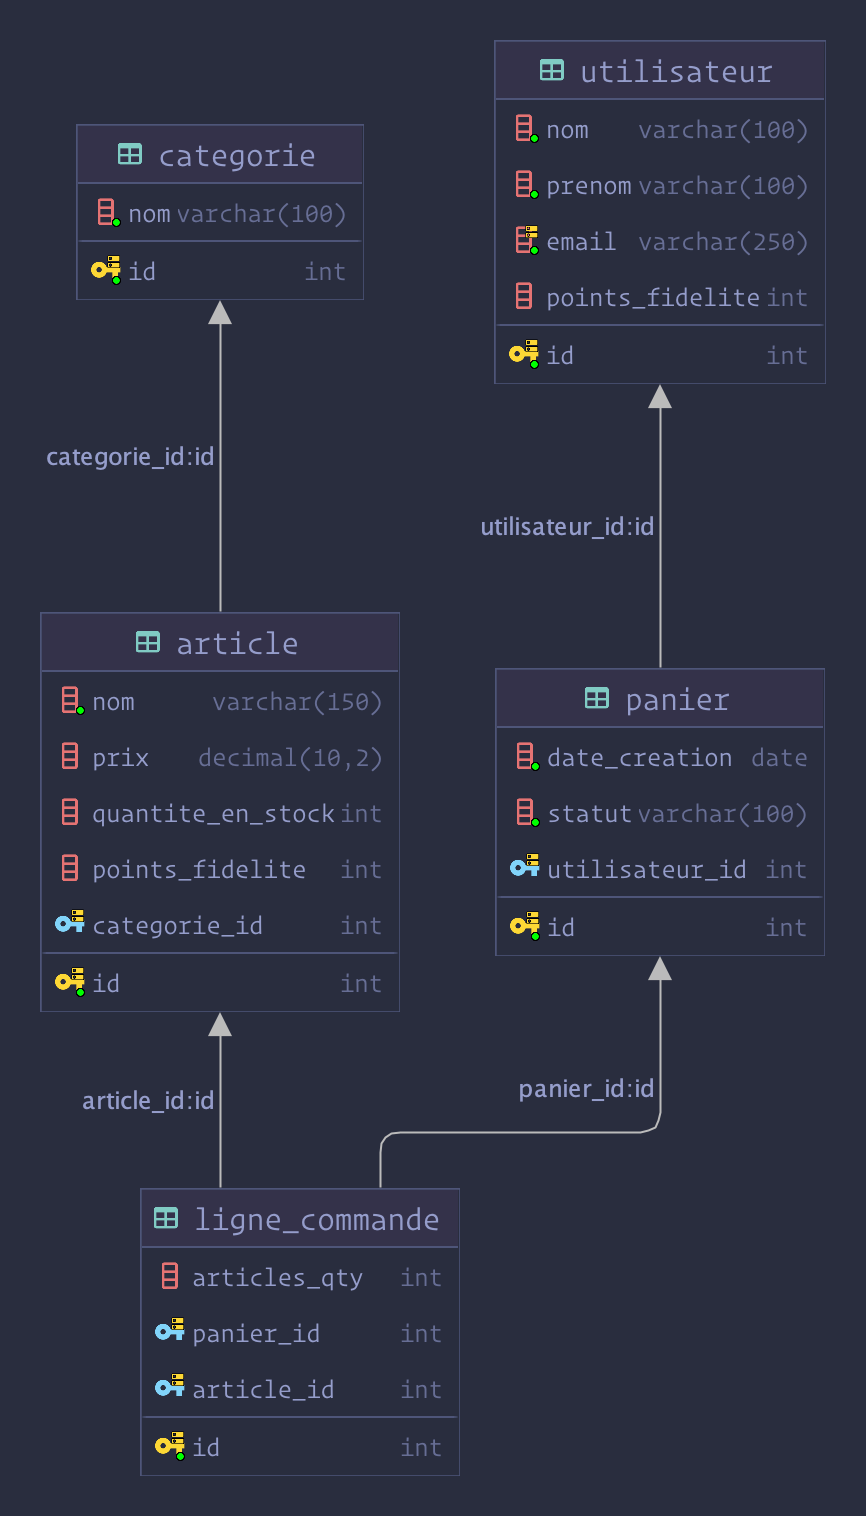 utilisateur
nom varchar(100)
prenom varchar(100)
email varchar(250)
points_fidelite int
id int
categorie
nom varchar(100)
id int
categorie_id:id
utilisateur_id:id
article
nom varchar(150)
prix decimal(10,2)
quantite_en_stock int
points_fidelite int
categorie_id int
id int
panier
date_creation date
statut varchar(100)
utilisateur_id int
id int
article_id:id
panier_id:id
ligne_commande
articles_qty int
panier_id int
article_id int
id int